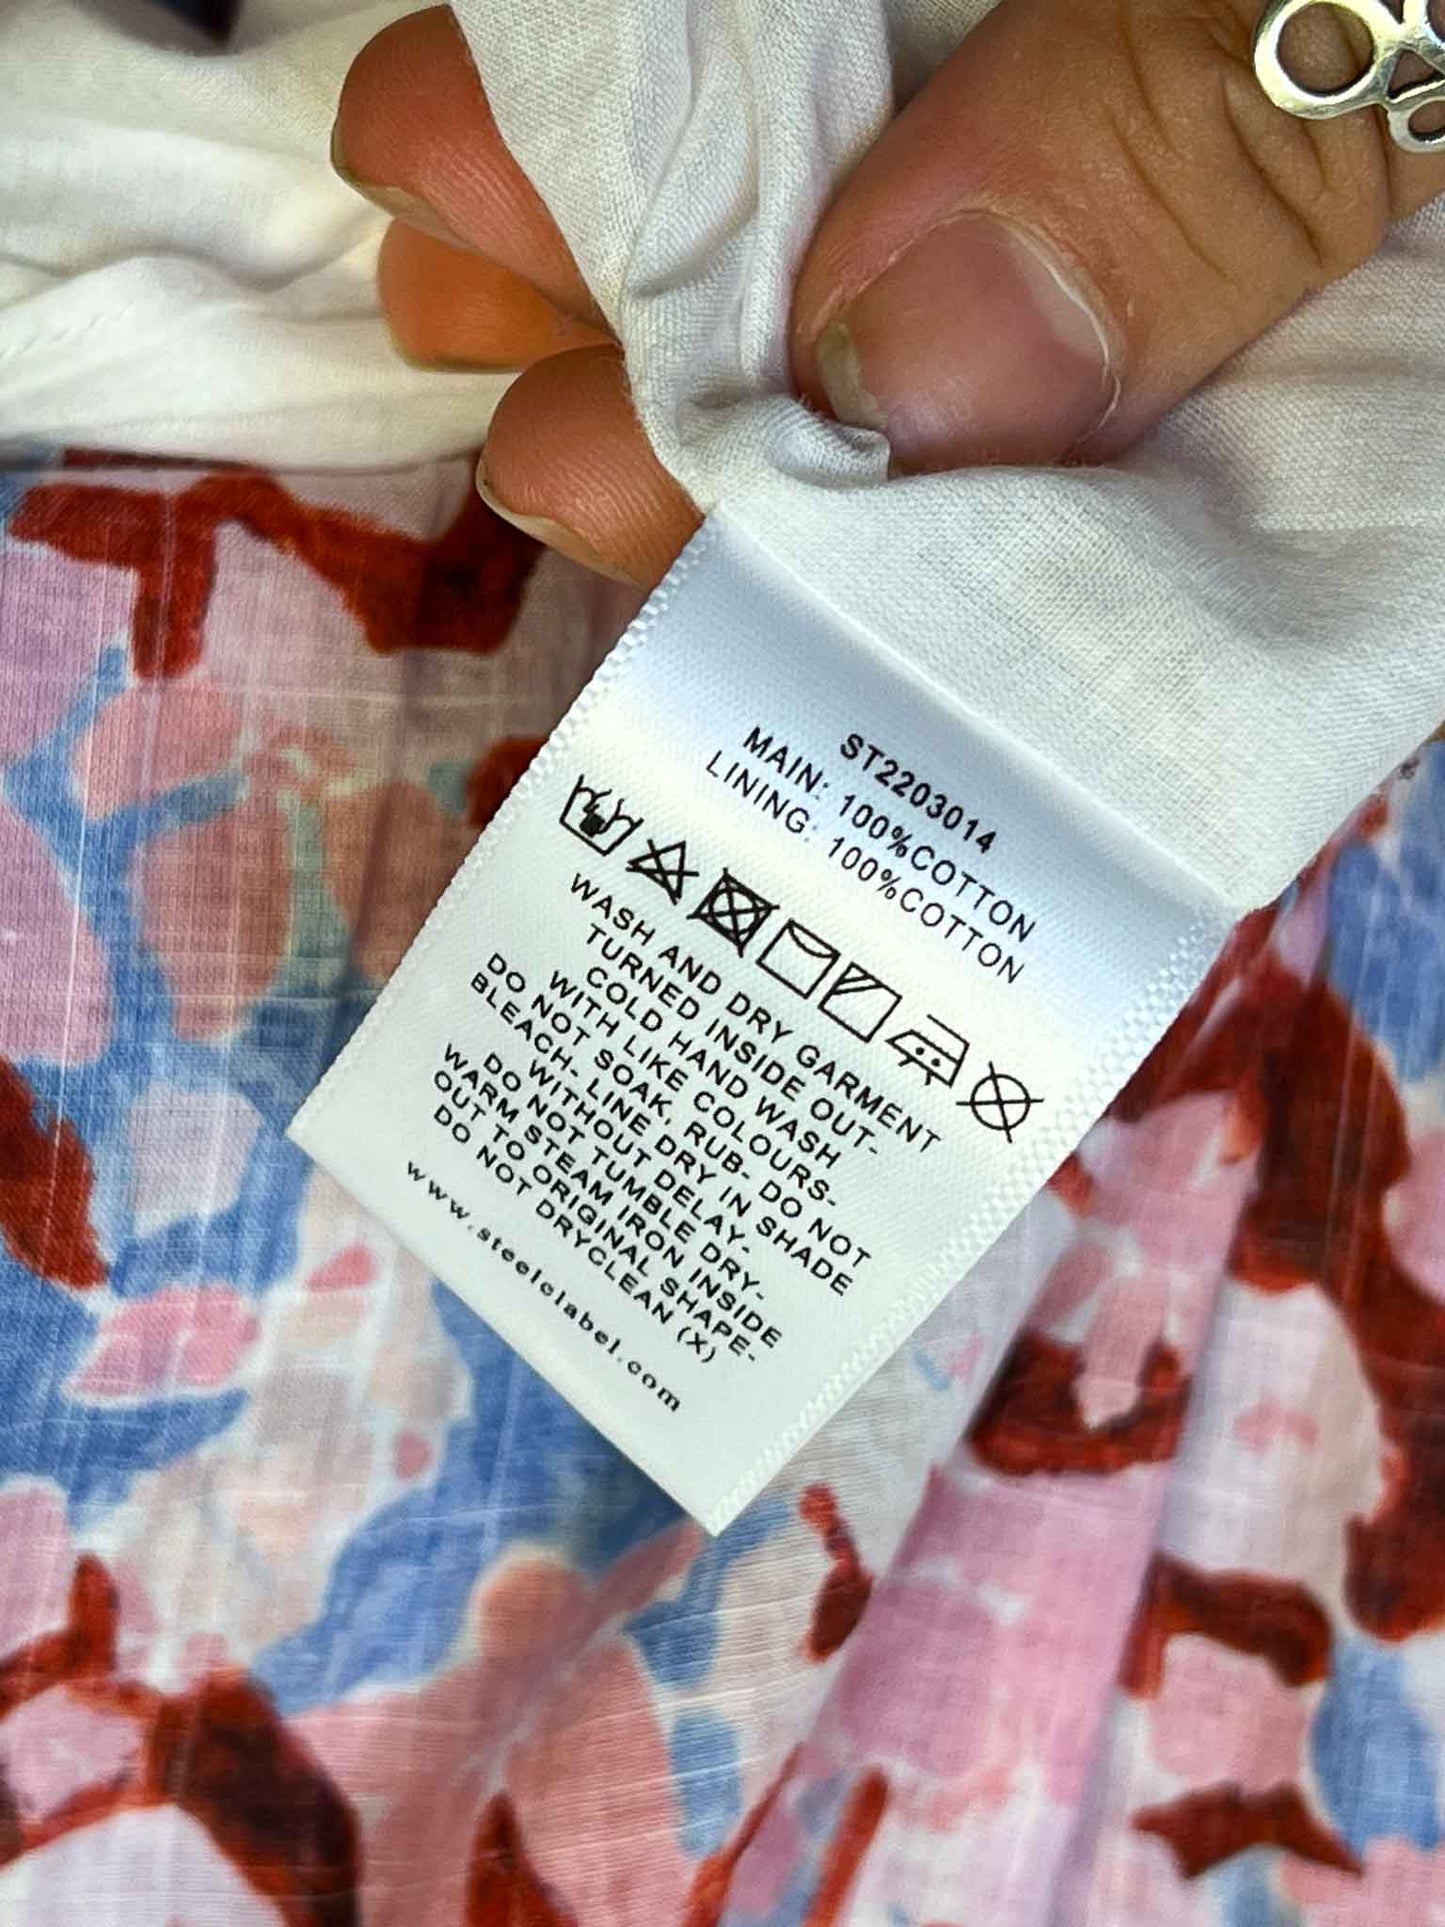 ST2203014
MAIN: 100%COTTON
LINING: 100%COTTON
WASH AND DRY GARMENT
TURNED INSIDE OUT-
COLD HAND WASH
WITH LIKE COLOURS-
DO NOT SOAK, RUB- DO NOT
BLEACH- LINE DRY IN SHADE
WITHOUT DELAY-
DO NOT TUMBLE DRY-
WARM STEAM IRON INSIDE
OUT TO ORIGINAL SHAPE-
DO NOT DRYCLEAN (X)
www.steelelabel.com